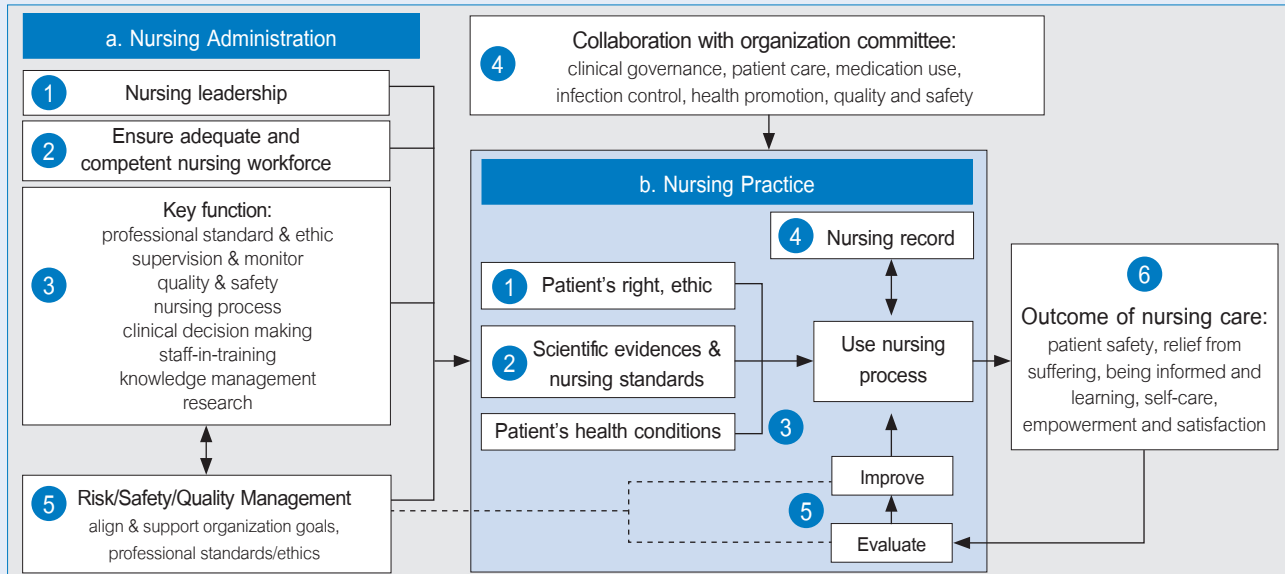 a. Nursing Administration
1
Nursing leadership
2
Ensure adequate and
competent nursing workforce
3
Key function:
professional standard & ethic
supervision & monitor
quality & safety
nursing process
clinical decision making
staff-in-training
knowledge management
research
5
Risk/Safety/Quality Management
align & support organization goals,
professional standards/ethics
4
Collaboration with organization committee:
clinical governance, patient care, medication use,
infection control, health promotion, quality and safety
b. Nursing Practice
4
Nursing record
1
Patient's right, ethic
2
Scientific evidences &
nursing standards
Patient's health conditions
3
Use nursing
process
Improve
5
Evaluate
6
Outcome of nursing care:
patient safety, relief from
suffering, being informed and
learning, self-care,
empowerment and satisfaction